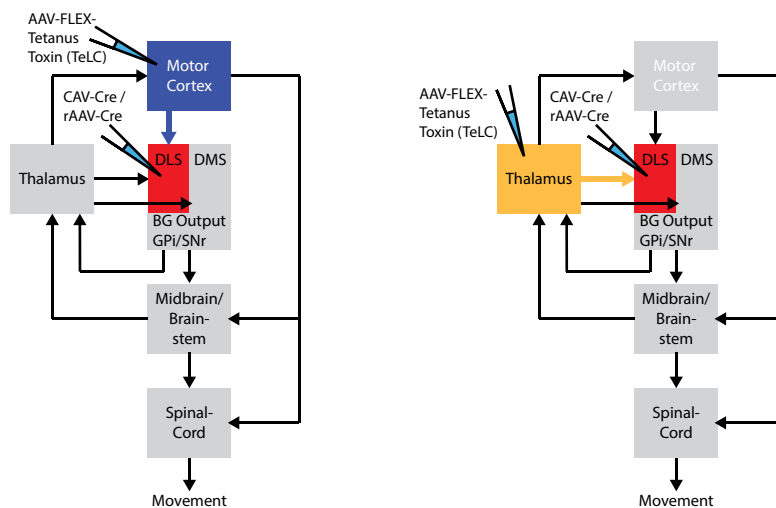 AAV-FLEX-
Tetanus
Toxin (TeLC)
Motor
Cortex
CAV-Cre /
rAAV-Cre
DLS
DMS
Thalamus
BG Output
GPi/SNr
Midbrain/
Brain-
stem
Spinal-
Cord
Movement
Motor
Cortex
AAV-FLEX-
Tetanus
Toxin (TeLC)
CAV-Cre /
rAAV-Cre
DLS
DMS
Thalamus
BG Output
GPi/SNr
Midbrain/
Brain-
stem
Spinal-
Cord
Movement